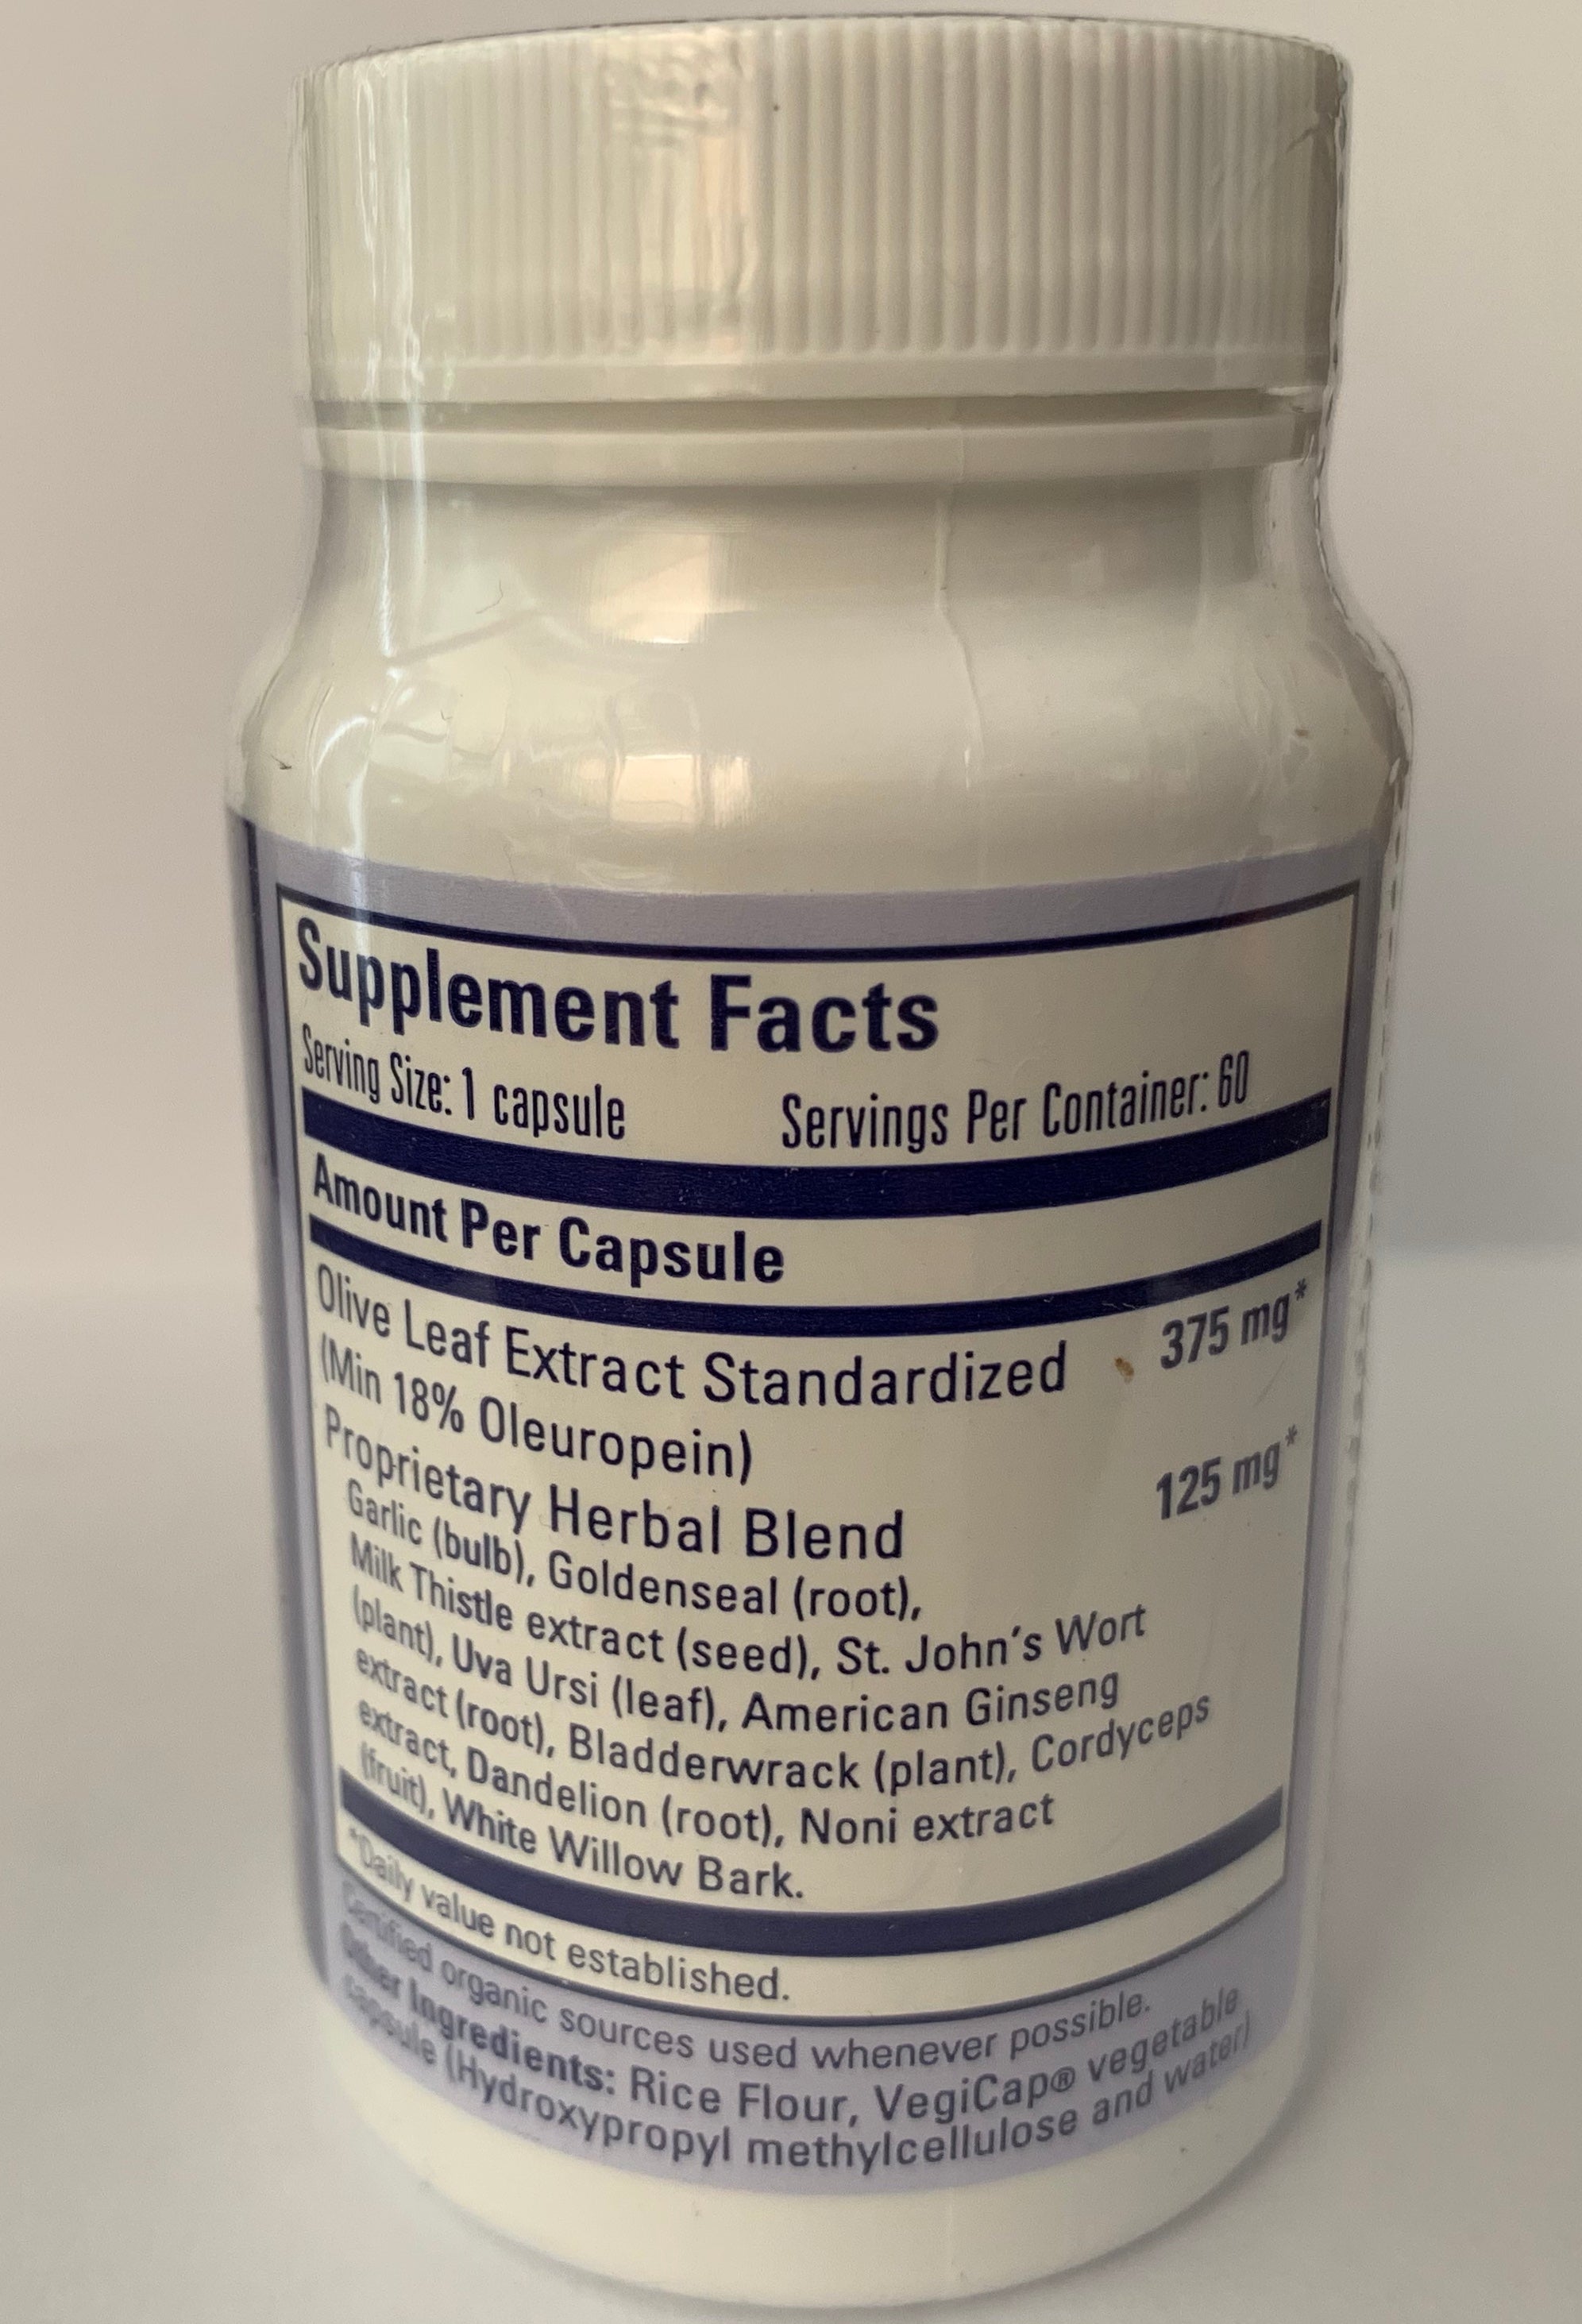 Supplement Facts
Serving Size: 1 capsule Servings Per Container: 60
Amount Per Capsule
Olive Leaf Extract Standardized 375 mg*
(Min 18% Oleuropein)
Proprietary Herbal Blend 125 mg*
Garlic (bulb), Goldenseal (root),
Milk Thistle extract (seed), St. John's Wort
(plant), Uva Ursi (leaf), American Ginseng
extract (root), Bladderwrack (plant), Cordyceps
extract, Dandelion (root), Noni extract
(fruit), White Willow Bark.
*Daily value not established.
Certified organic sources used whenever possible.
Other Ingredients: Rice Flour, VegiCap® vegetable
capsule (Hydroxypropyl methylcellulose and water)